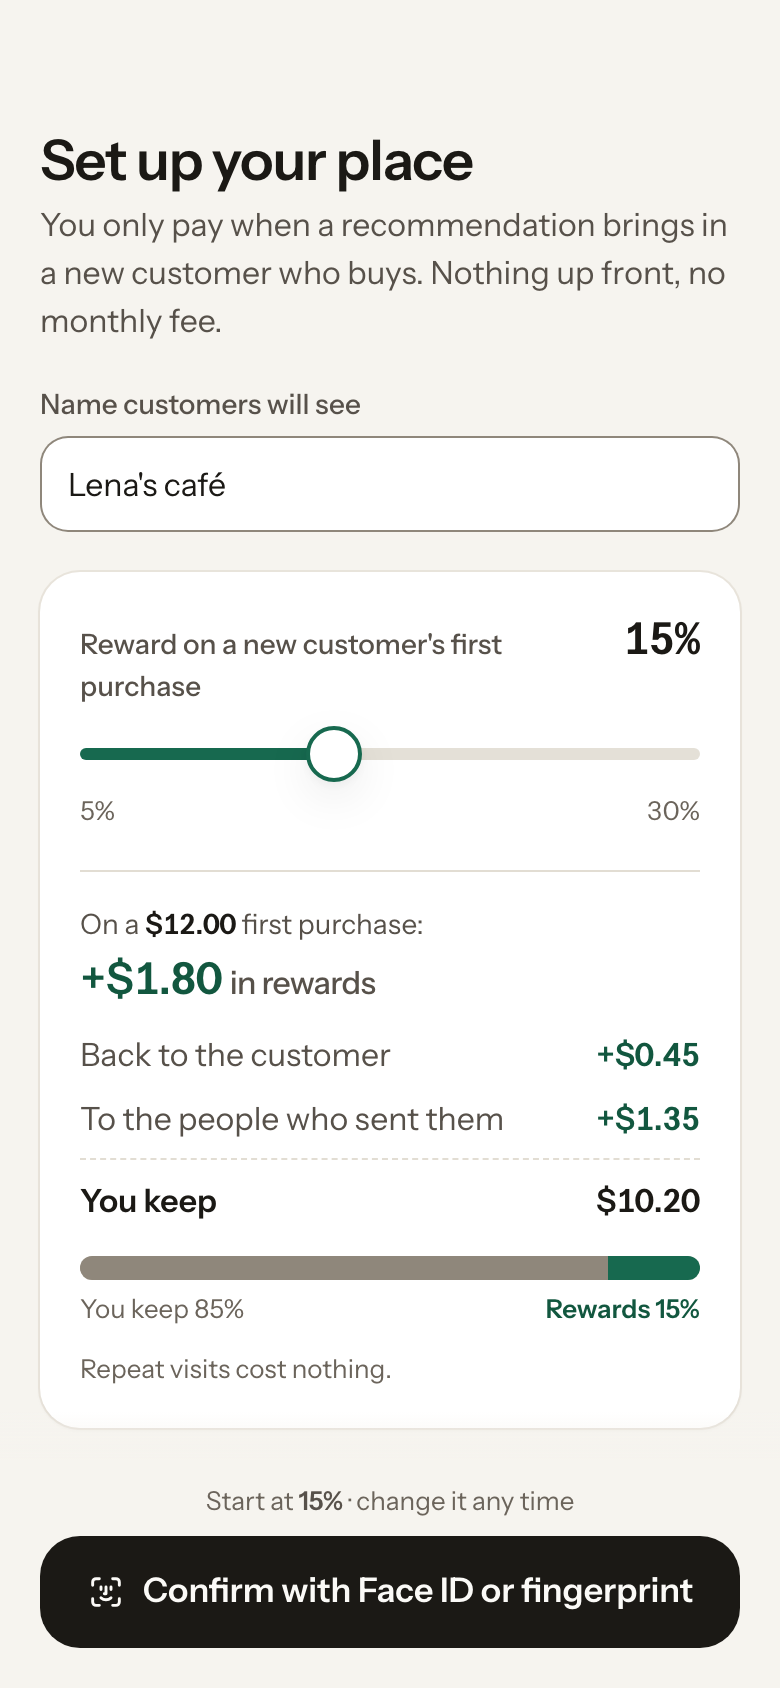 Set up your place
You only pay when a recommendation brings in
a new customer who buys. Nothing up front, no
monthly fee.
Name customers will see
Lena's café
Reward on a new customer's first
purchase
15%
5%
30%
On a $12.00 first purchase:
+$1.80 in rewards
Back to the customer +$0.45
To the people who sent them +$1.35
You keep $10.20
You keep 85% Rewards 15%
Repeat visits cost nothing.
Start at 15% · change it any time
Confirm with Face ID or fingerprint